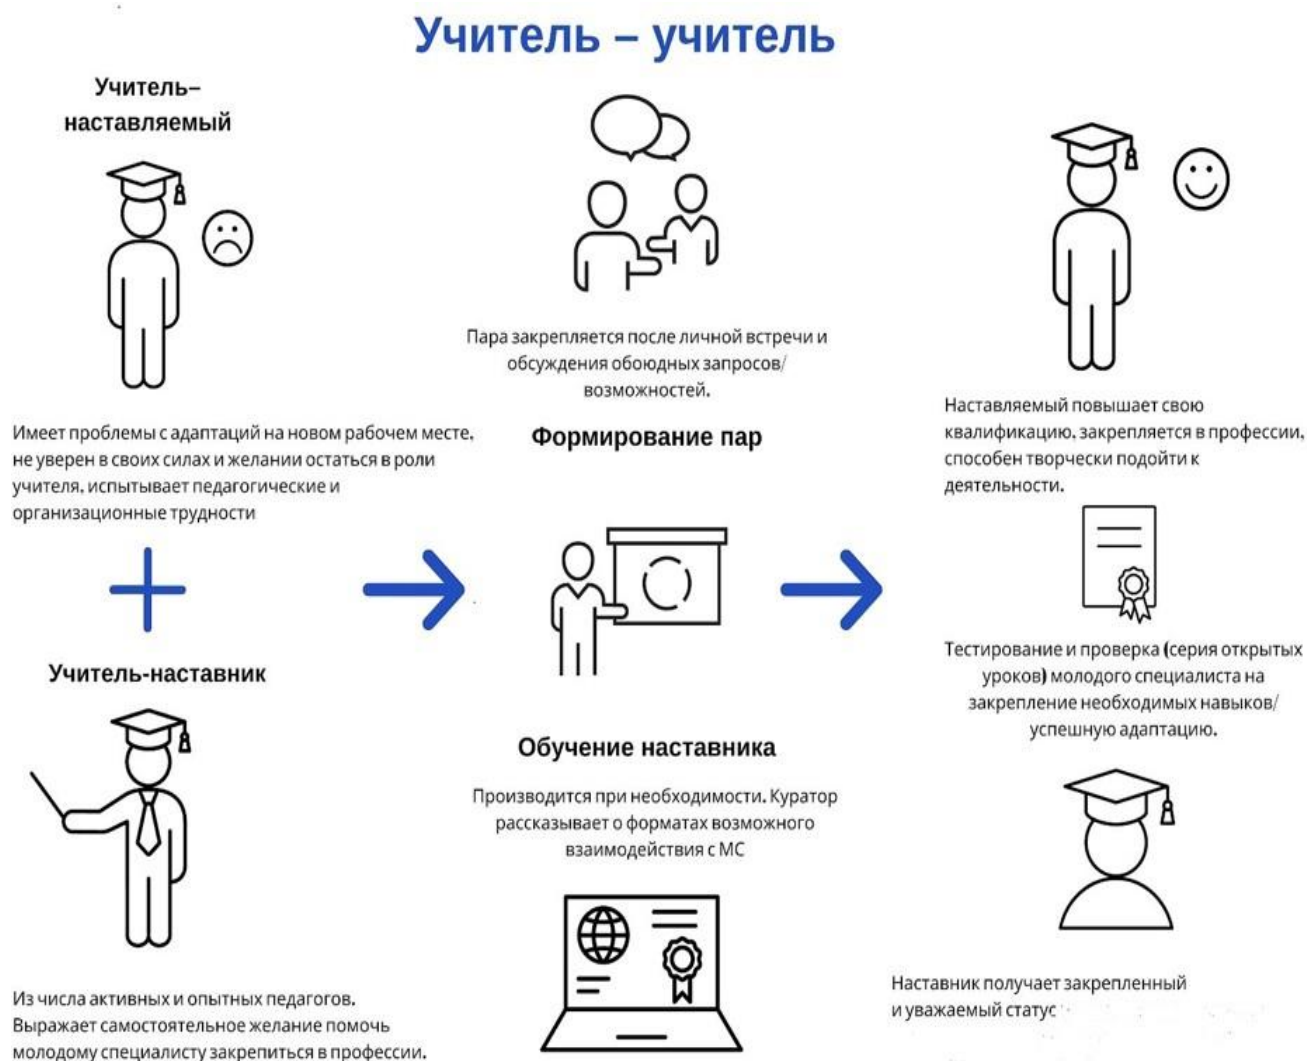 Учитель – учитель
Учитель–
наставляемый
Имеет проблемы с адаптаций на новом рабочем месте,
не уверен в своих силах и желании остаться в роли
учителя, испытывает педагогические и
организационные трудности
Учитель-наставник
Из числа активных и опытных педагогов.
Выражает самостоятельное желание помочь
молодому специалисту закрепиться в профессии.
Пара закрепляется после личной встречи и
обсуждения обоюдных запросов/
возможностей.
Формирование пар
Обучение наставника
Производится при необходимости. Куратор
рассказывает о форматах возможного
взаимодействия с МС
Наставляемый повышает свою
квалификацию, закрепляется в профессии,
способен творчески подойти к
деятельности.
Тестирование и проверка (серия открытых
уроков) молодого специалиста на
закрепление необходимых навыков/
успешную адаптацию.
Наставник получает закрепленный
и уважаемый статус